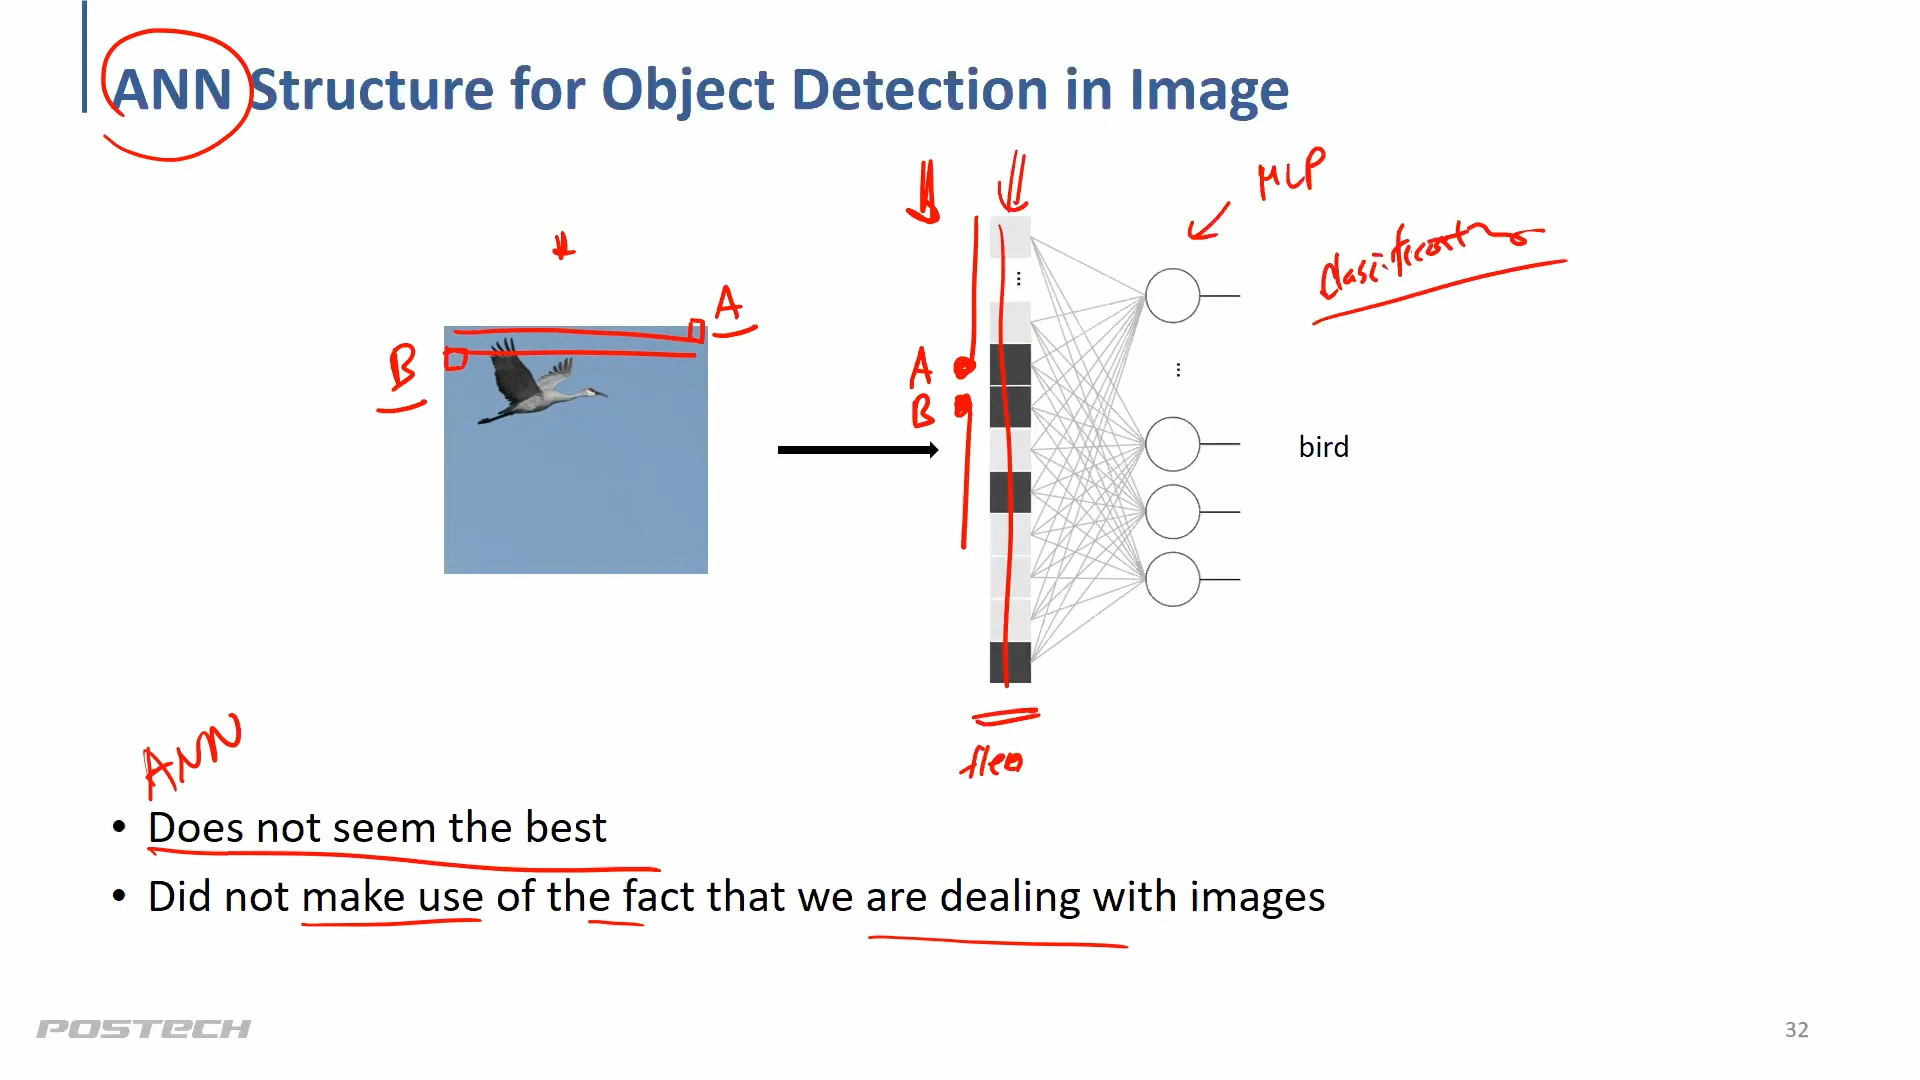 ANN Structure for Object Detection in Image
MLP
Classification
A
B
A
B
bird
ANN
• Does not seem the best
• Did not make use of the fact that we are dealing with images
POSTECH
32